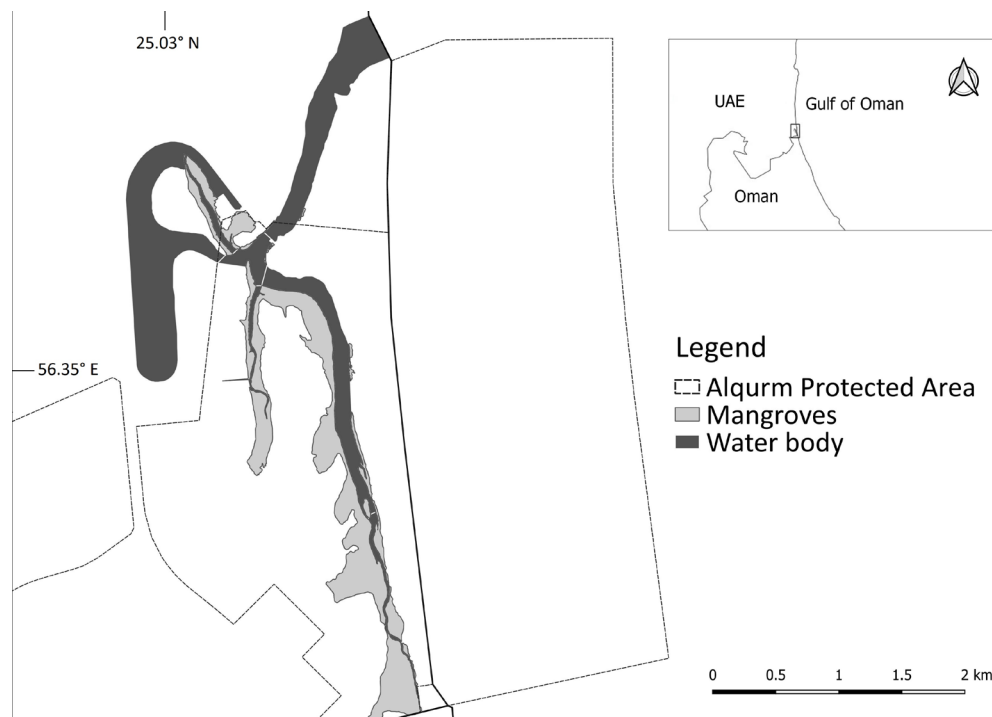 25.03° N
UAE
Gulf of Oman
Oman
56.35° E
Legend
Alqurm Protected Area
Mangroves
Water body
0 0.5 1 1.5 2 km